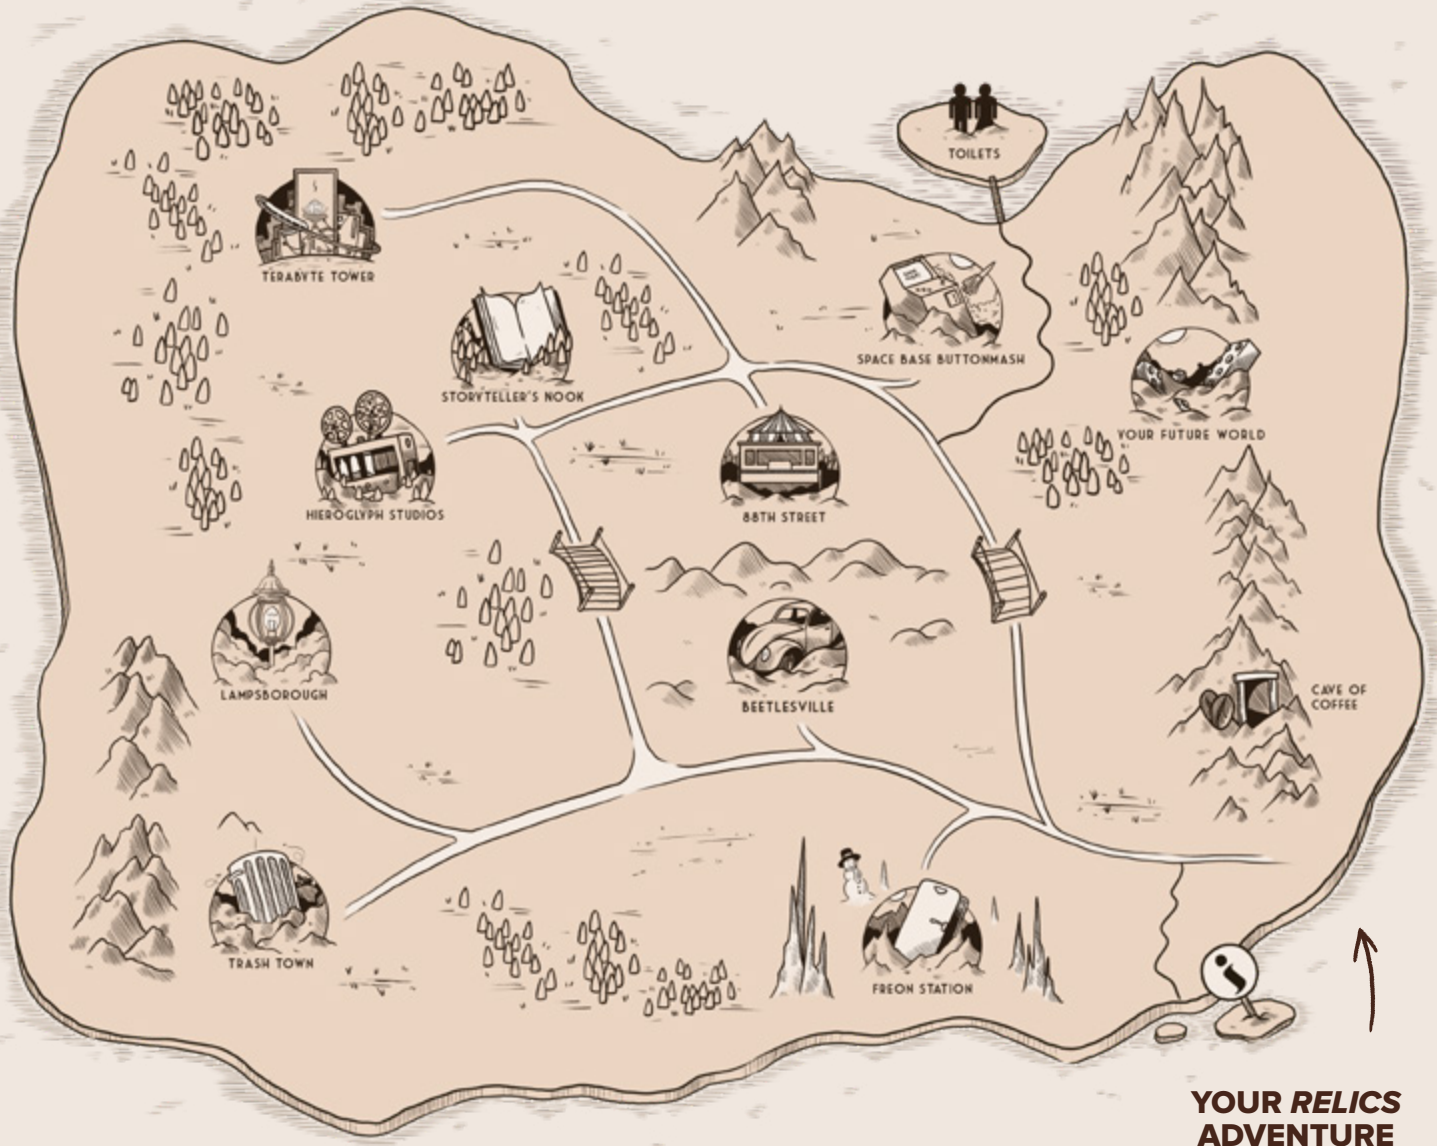 TOILETS
TERABYTE TOWER
SPACE BASE BUTTONMASH
STORYTELLER'S NOOK
YOUR FUTURE WORLD
HIEROGLYPH STUDIOS
88TH STREET
LAMPSBOROUGH
BEETLESVILLE
CAVE OF
COFFEE
TRASH TOWN
FREON STATION
i
YOUR RELICS
ADVENTURE